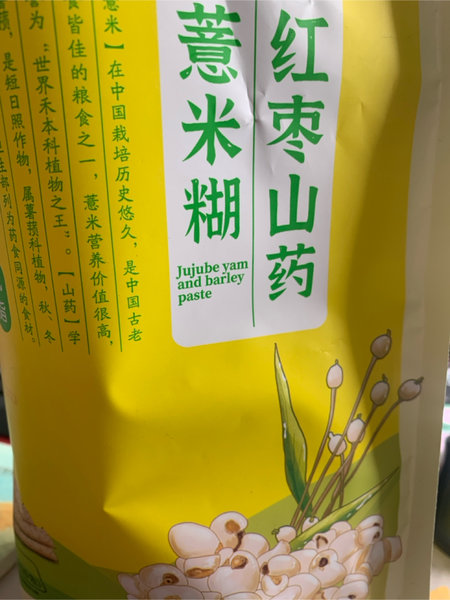 红枣山药
薏米糊
Jujube yam
and barley
paste
薏米】在中国栽培历史悠久，是中国古老
食皆佳的粮食之一，薏米营养价值很高，
誉为“世界禾本科植物之王”。【山药】学
蓣，是短日照作物，属薯蓣科植物，秋、冬
生部列为药食同源的食材。